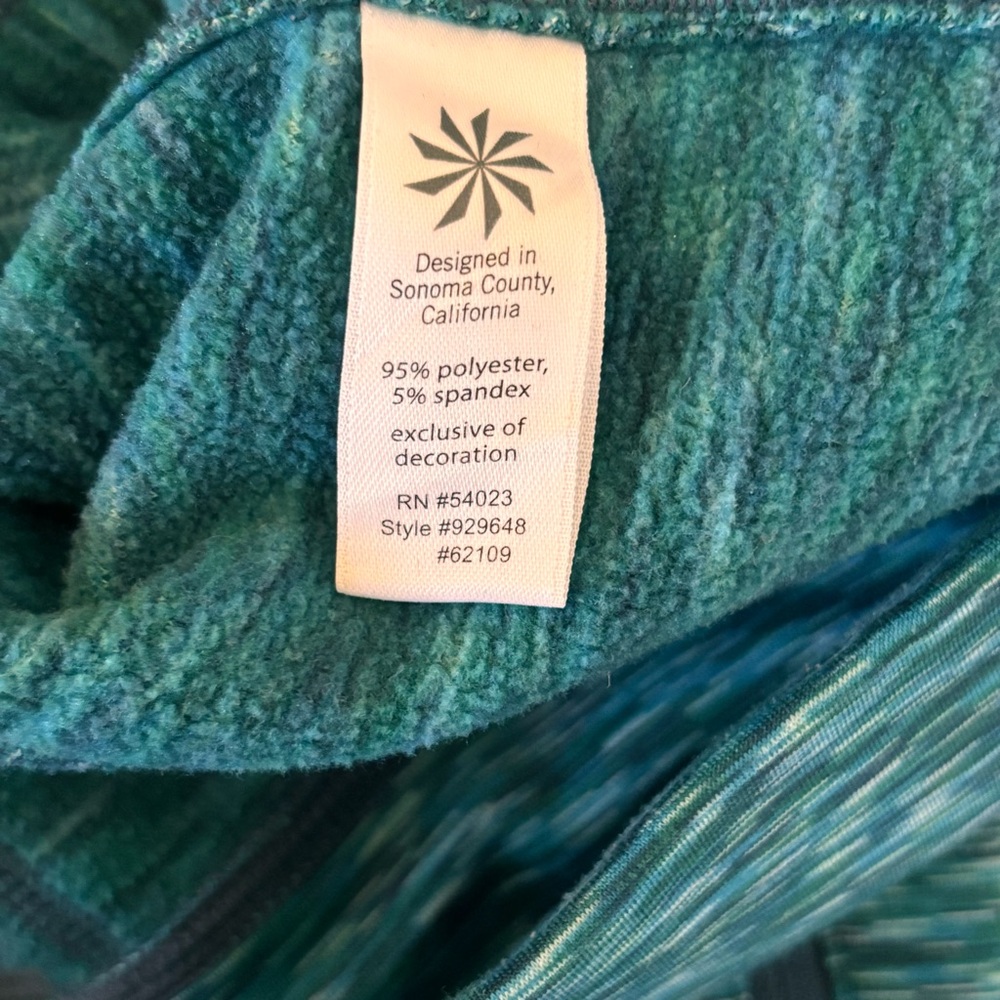 Designed in
Sonoma County,
California
95% polyester,
5% spandex
exclusive of
decoration
RN #54023
Style #929648
#62109